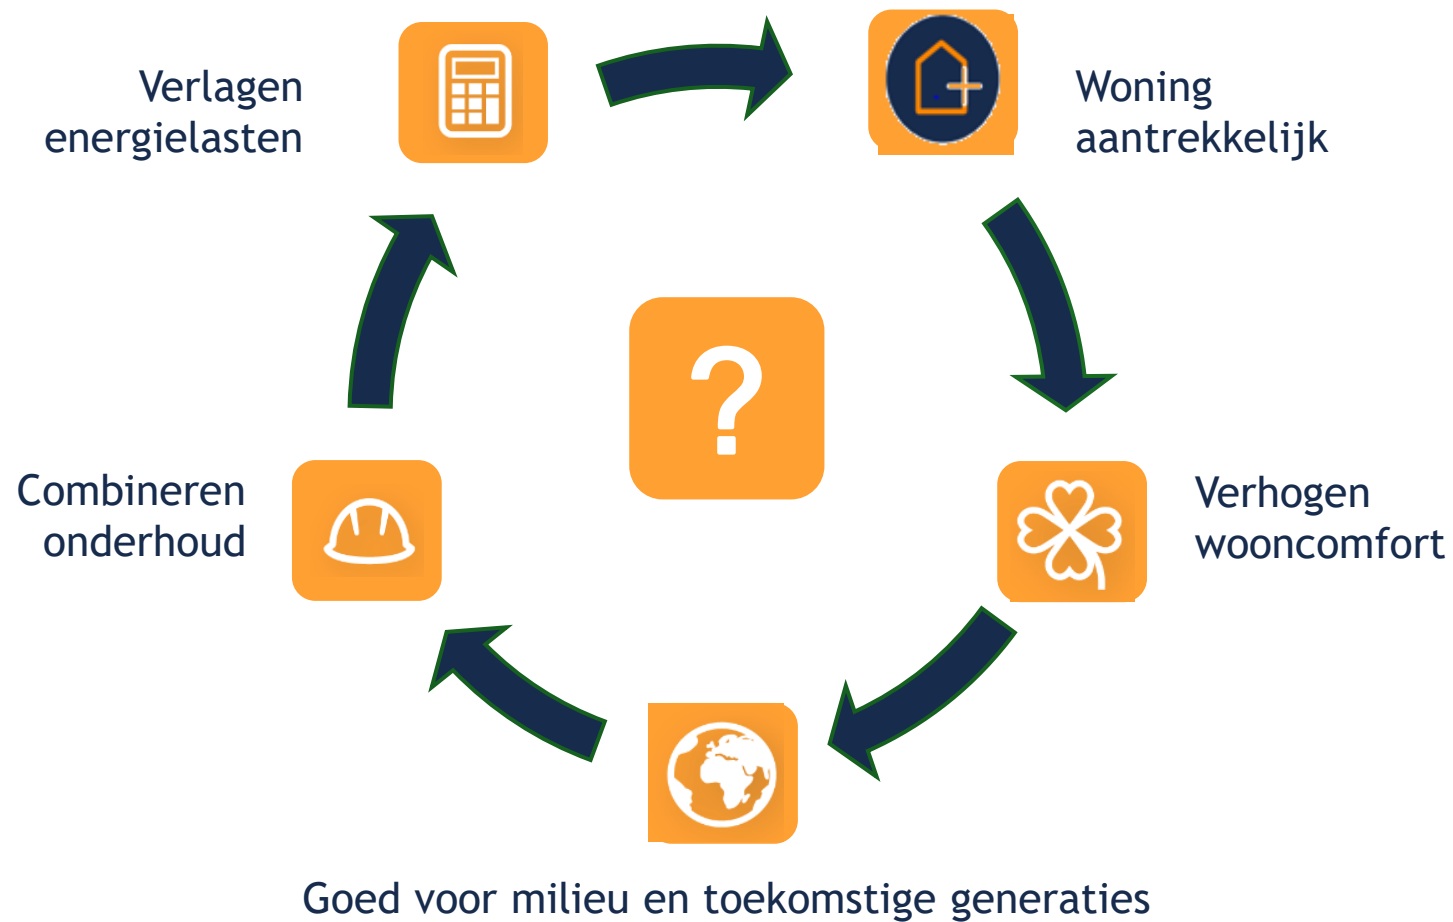 Verlagen
energielasten
Woning
aantrekkelijk
?
Combineren
onderhoud
Verhogen
wooncomfort
Goed voor milieu en toekomstige generaties